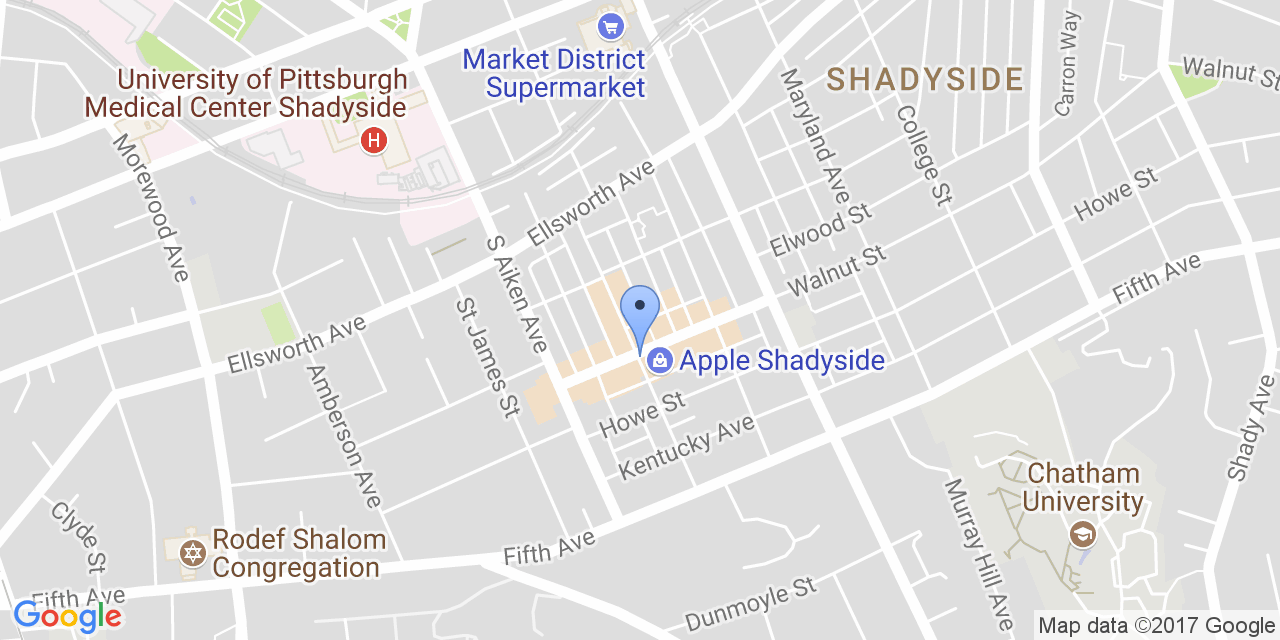 Market District
Supermarket
University of Pittsburgh
Medical Center Shadyside
H
SHADYSIDE
Carron Way
Walnut St
Maryland Ave
College St
Morewood Ave
Ellsworth Ave
Howe St
Elwood St
S Aiken Ave
Walnut St
Fifth Ave
St James St
Ellsworth Ave
Apple Shadyside
Amberson Ave
Howe St
Kentucky Ave
Shady Ave
Chatham
University
Clyde St
Murray Hill Ave
Rodef Shalom
Congregation
Fifth Ave
Fifth Ave
Dunmoyle St
Google
Map data ©2017 Google